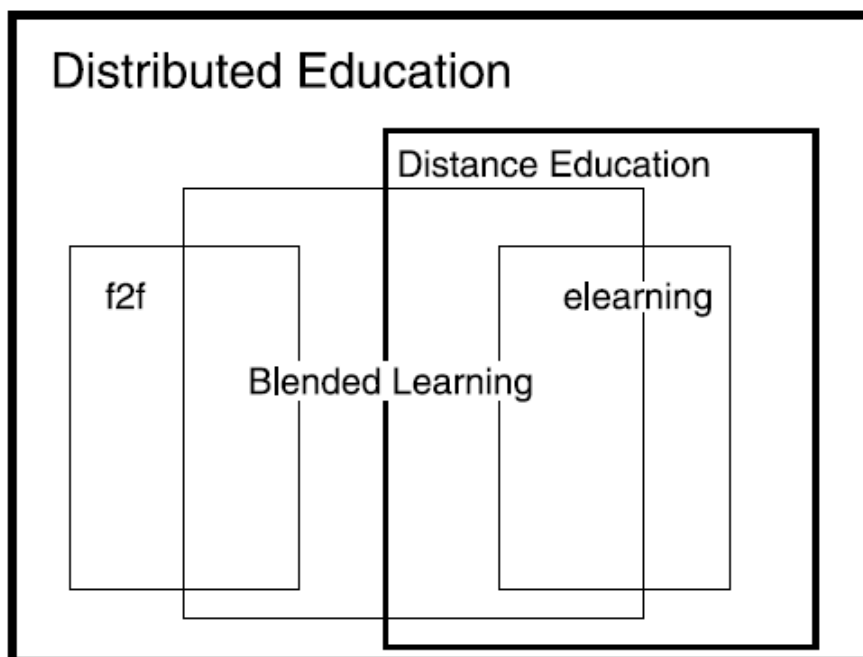 Distributed Education
Distance Education
f2f
elearning
Blended Learning